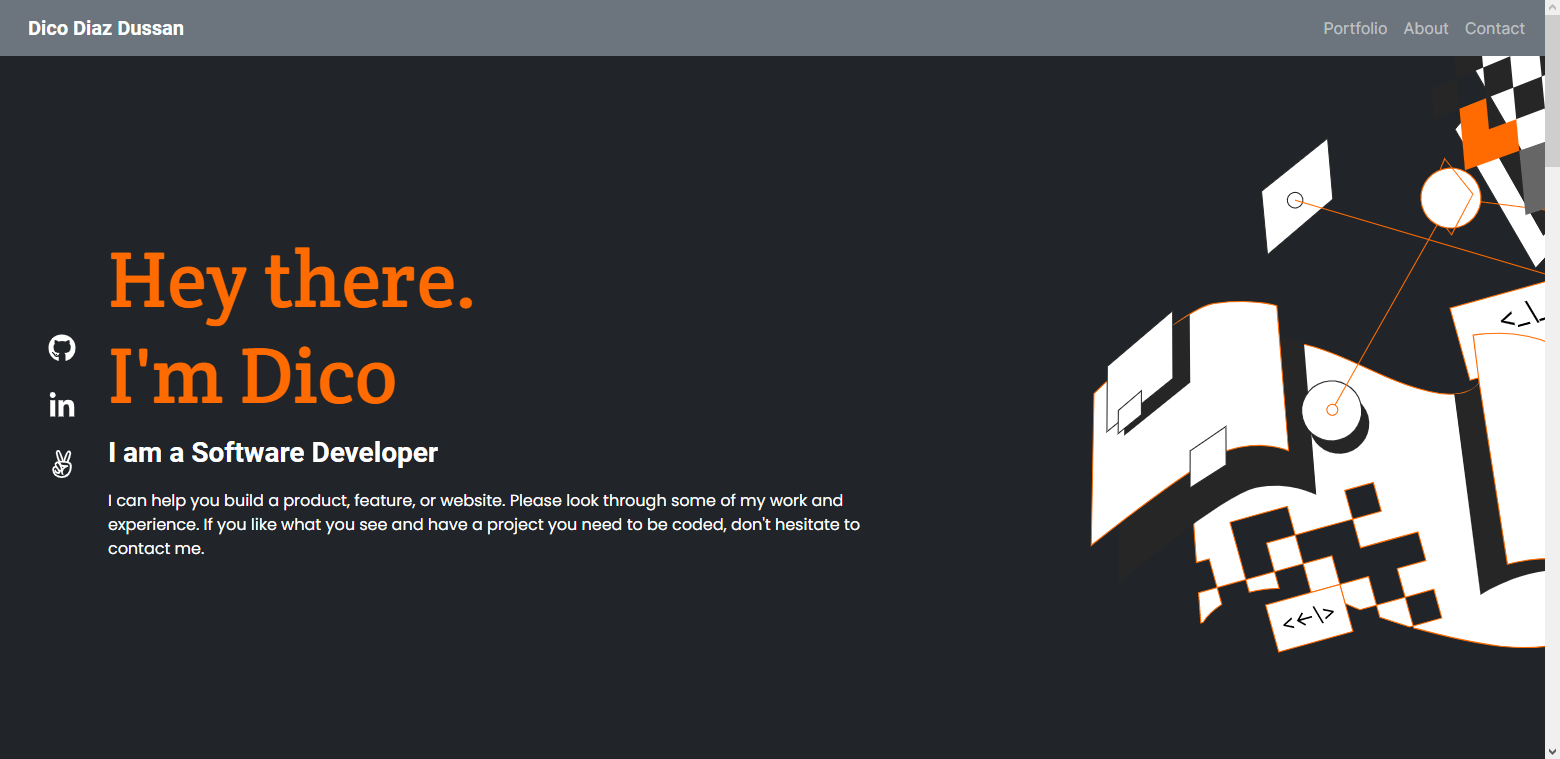 Dico Diaz Dussan
Portfolio About Contact
Hey there.
I'm Dico
in
I am a Software Developer
I can help you build a product, feature, or website. Please look through some of my work and
experience. If you like what you see and have a project you need to be coded, don't hesitate to
contact me.
<_\_
<←\>